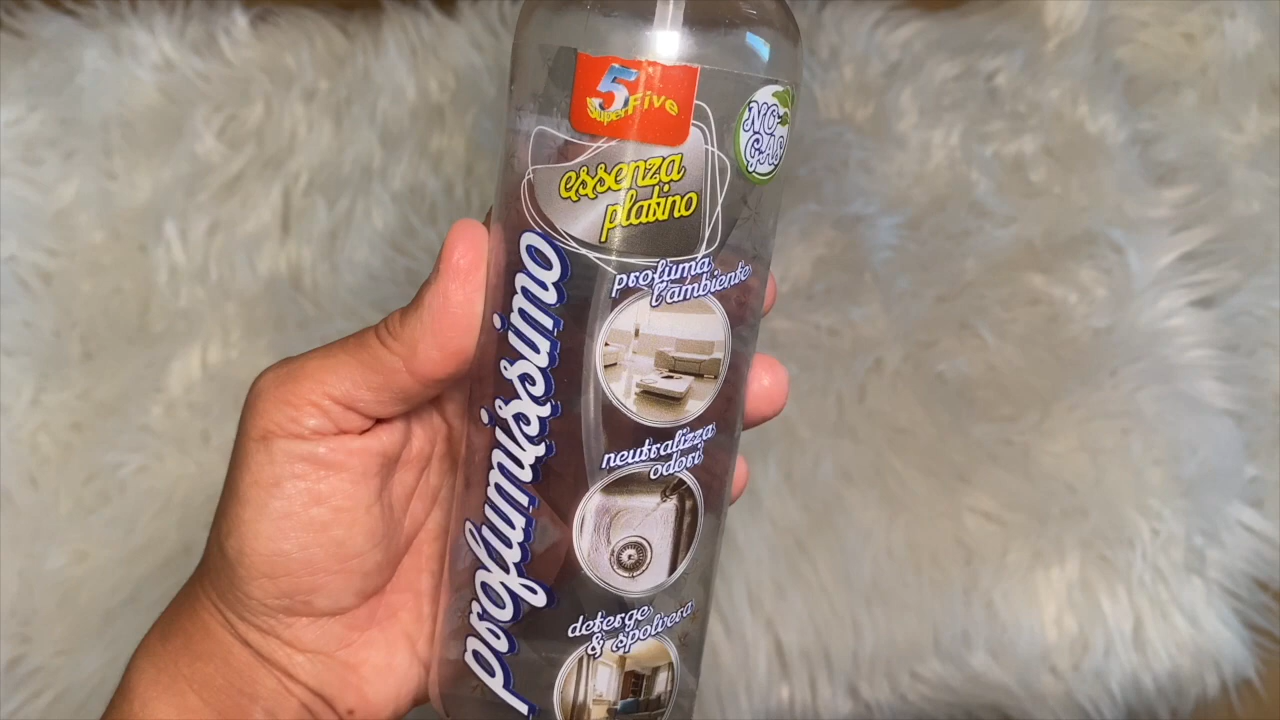 5
SuperFive
NO
GAS
essenza
platino
profumissimo
profuma
l'ambiente
neutralizza
odori
deterge
& spolvera